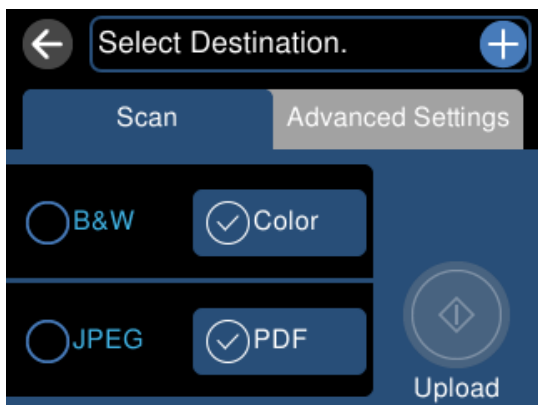 Select Destination.
Scan Advanced Settings
B&W Color
JPEG PDF
Upload